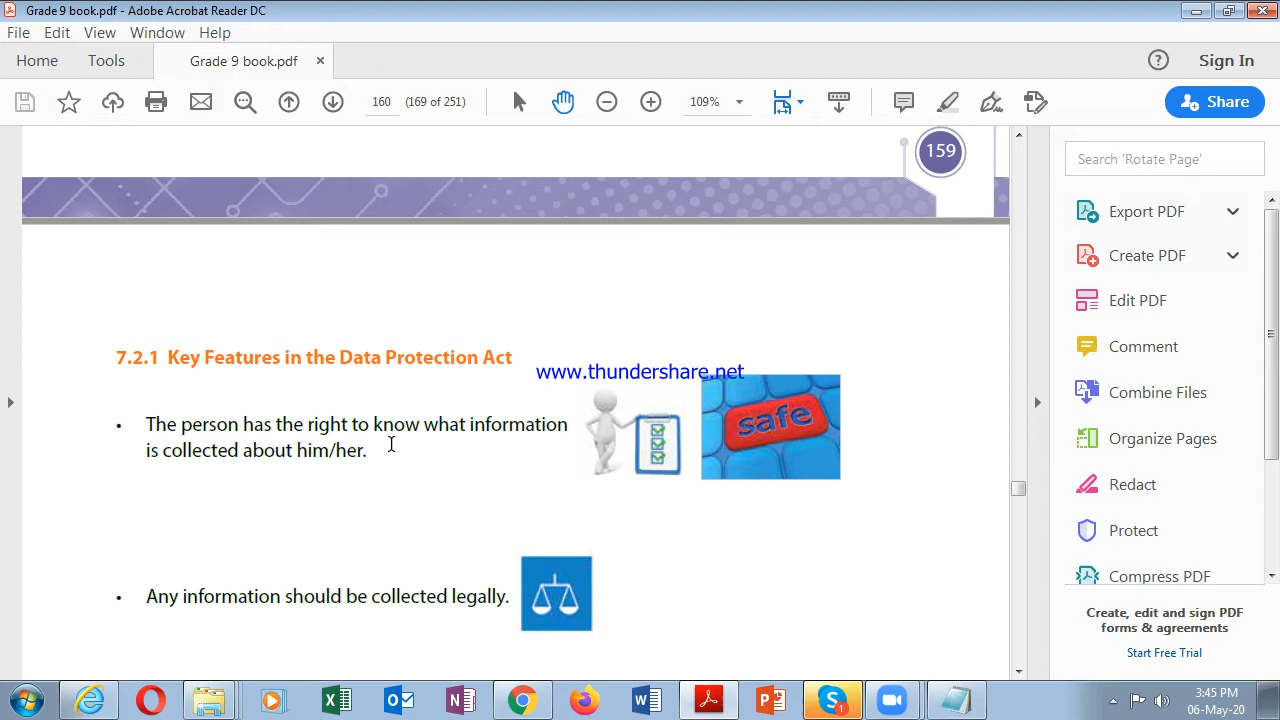 Grade 9 book.pdf - Adobe Acrobat Reader DC
File Edit View Window Help
Home Tools Grade 9 book.pdf × ? Sign In
160 (169 of 251) 109% Share
159
Search 'Rotate Page'
Export PDF
Create PDF
Edit PDF
Comment
Combine Files
Organize Pages
Redact
Protect
Compress PDF
Create, edit and sign PDF
forms & agreements
Start Free Trial
7.2.1 Key Features in the Data Protection Act
www.thundershare.net
• The person has the right to know what information
is collected about him/her.
safe
• Any information should be collected legally.
3:45 PM
06-May-20
1